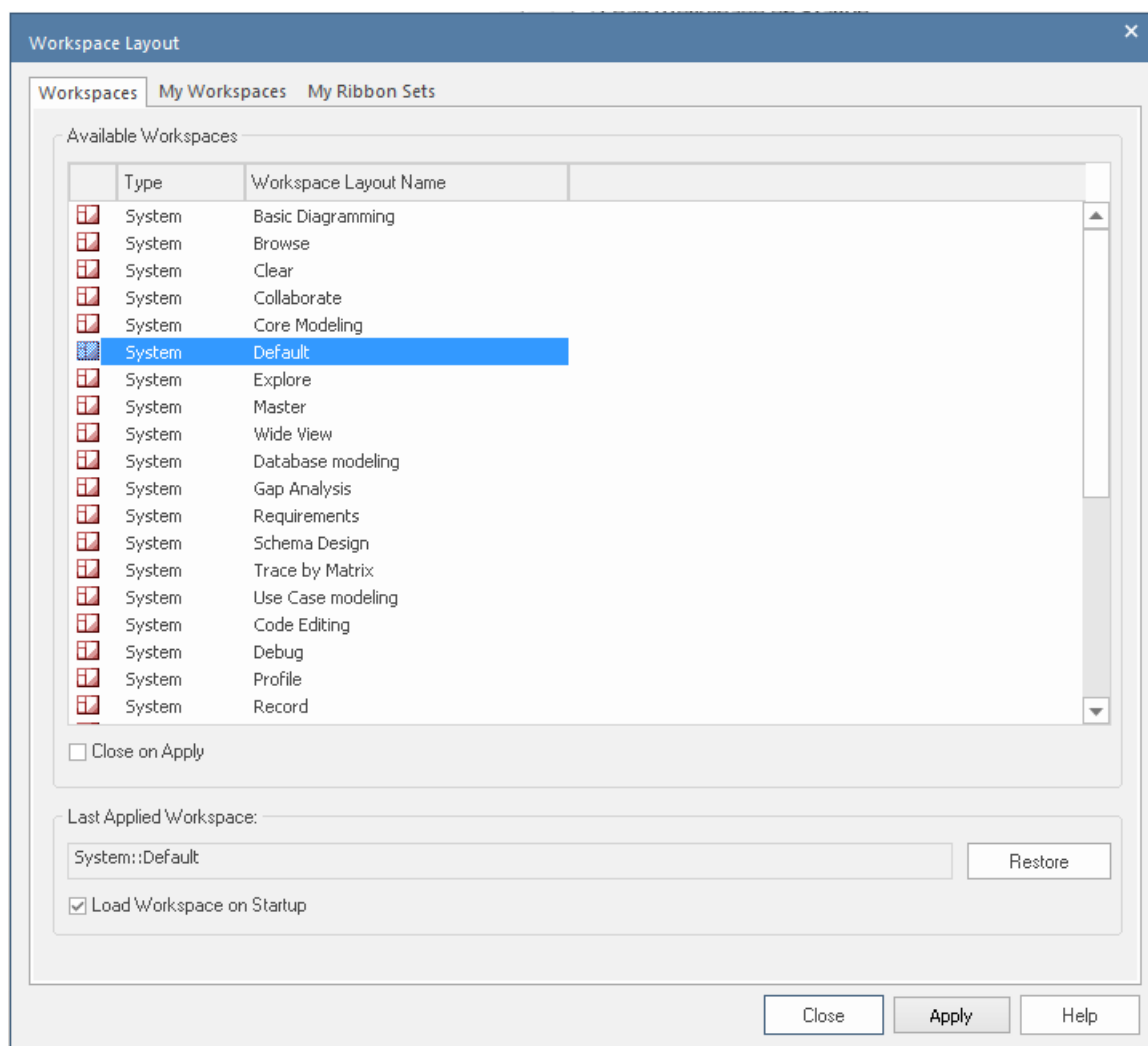 Workspace Layout
Workspaces My Workspaces My Ribbon Sets
Available Workspaces
Type Workspace Layout Name
System Basic Diagramming
System Browse
System Clear
System Collaborate
System Core Modeling
System Default
System Explore
System Master
System Wide View
System Database modeling
System Gap Analysis
System Requirements
System Schema Design
System Trace by Matrix
System Use Case modeling
System Code Editing
System Debug
System Profile
System Record
Close on Apply
Last Applied Workspace:
System::Default
Restore
Load Workspace on Startup
Close Apply Help